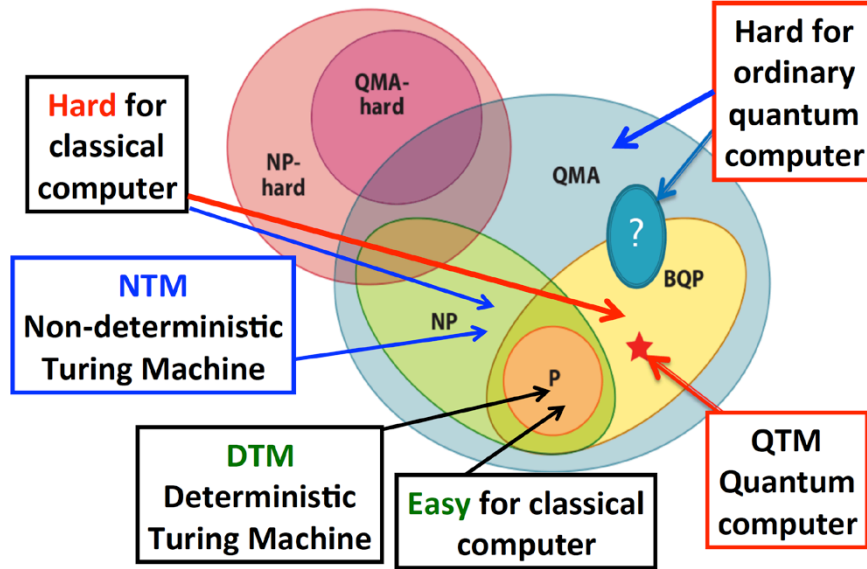 QMA-
hard
NP-
hard
QMA
?
BQP
NP
P
Hard for
classical
computer
Hard for
ordinary
quantum
computer
NTM
Non-deterministic
Turing Machine
DTM
Deterministic
Turing Machine
Easy for classical
computer
QTM
Quantum
computer